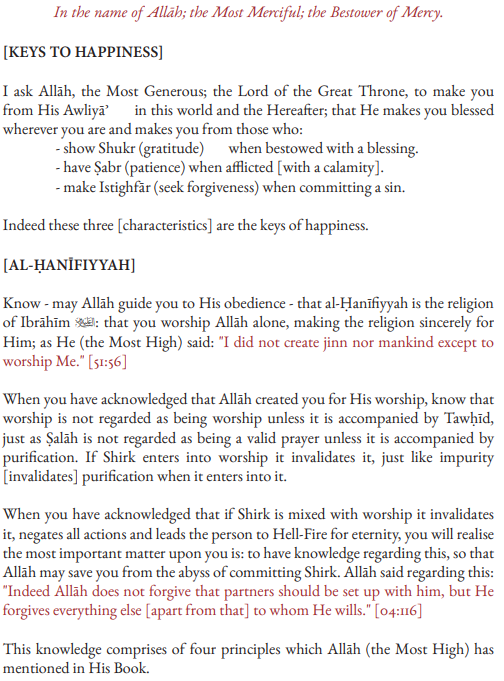 In the name of Allāh; the Most Merciful; the Bestower of Mercy.
[KEYS TO HAPPINESS]
I ask Allāh, the Most Generous; the Lord of the Great Throne, to make you
from His Awliyā’ in this world and the Hereafter; that He makes you blessed
wherever you are and makes you from those who:
- show Shukr (gratitude) when bestowed with a blessing.
- have Ṣabr (patience) when afflicted [with a calamity].
- make Istighfār (seek forgiveness) when committing a sin.
Indeed these three [characteristics] are the keys of happiness.
[AL-ḤANĪFIYYAH]
Know - may Allāh guide you to His obedience - that al-Ḥanīfiyyah is the religion
of Ibrāhīm : that you worship Allāh alone, making the religion sincerely for
Him; as He (the Most High) said: "I did not create jinn nor mankind except to
worship Me." [51:56]
When you have acknowledged that Allāh created you for His worship, know that
worship is not regarded as being worship unless it is accompanied by Tawḥīd,
just as Ṣalāh is not regarded as being a valid prayer unless it is accompanied by
purification. If Shirk enters into worship it invalidates it, just like impurity
[invalidates] purification when it enters into it.
When you have acknowledged that if Shirk is mixed with worship it invalidates
it, negates all actions and leads the person to Hell-Fire for eternity, you will realise
the most important matter upon you is: to have knowledge regarding this, so that
Allāh may save you from the abyss of committing Shirk. Allāh said regarding this:
"Indeed Allāh does not forgive that partners should be set up with him, but He
forgives everything else [apart from that] to whom He wills." [04:116]
This knowledge comprises of four principles which Allāh (the Most High) has
mentioned in His Book.